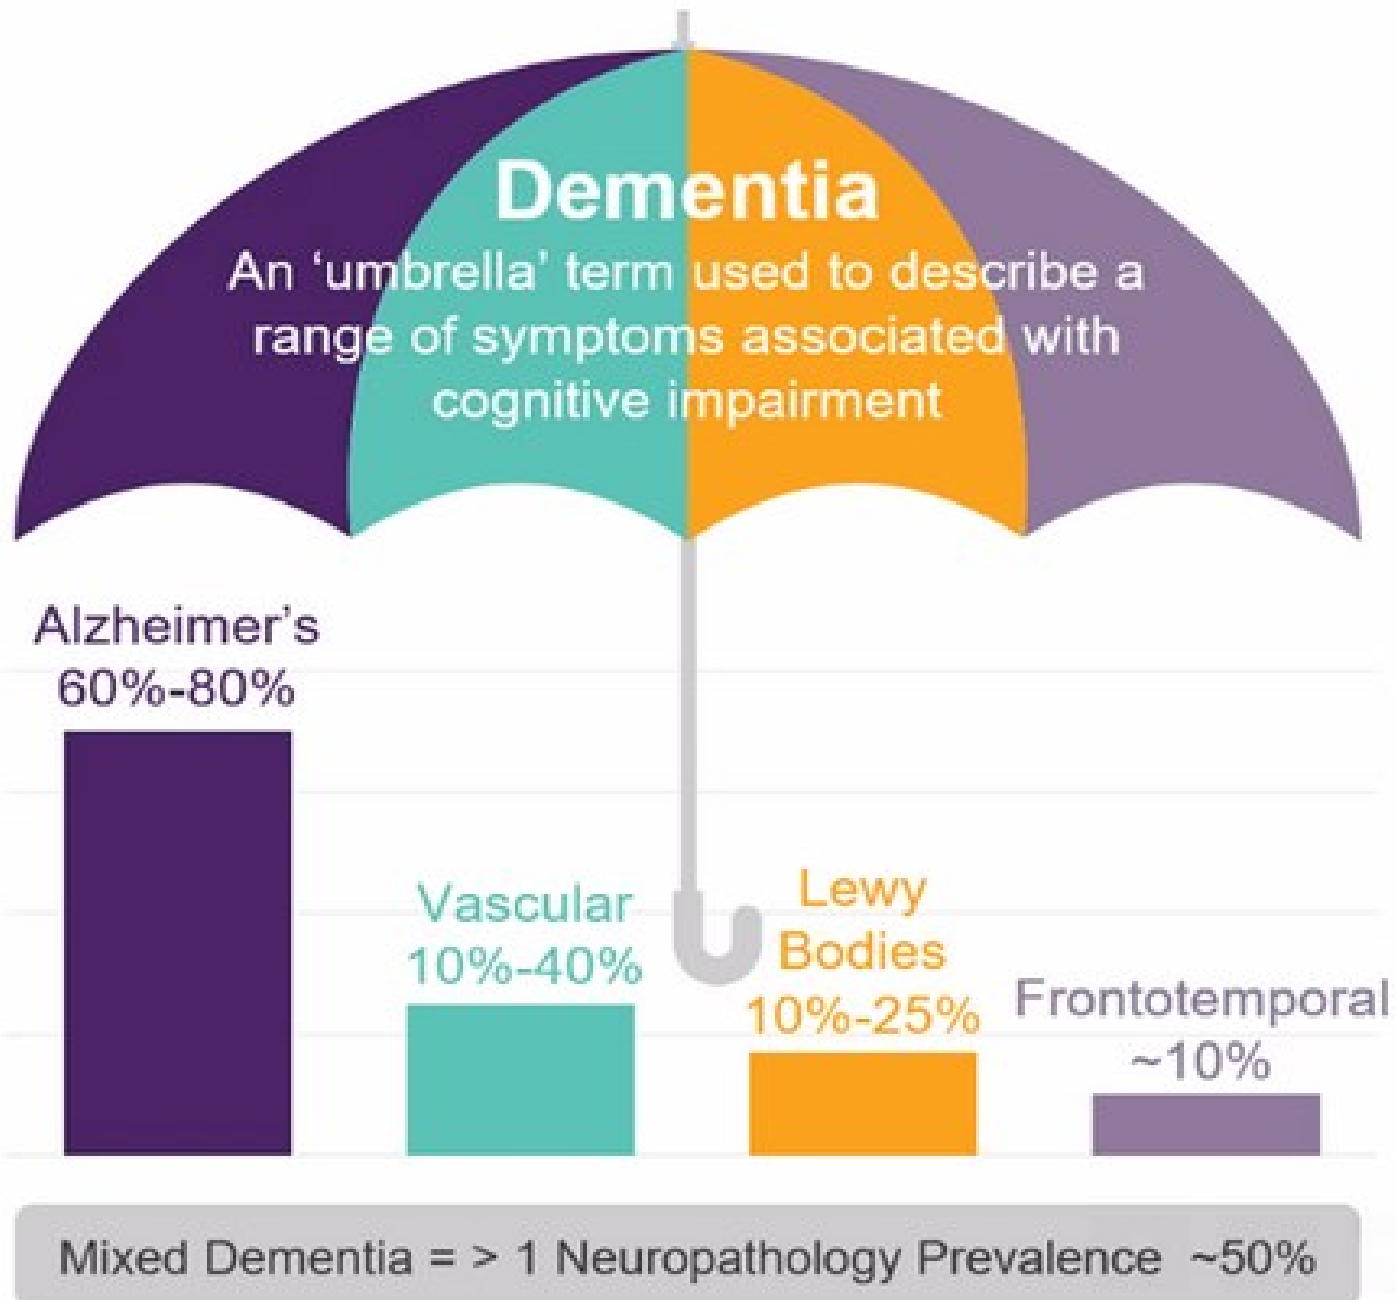 Dementia
An ‘umbrella’ term used to describe a
range of symptoms associated with
cognitive impairment
Alzheimer’s
60%-80%
Vascular
10%-40%
Lewy
Bodies
10%-25%
Frontotemporal
~10%
Mixed Dementia = > 1 Neuropathology Prevalence ~50%